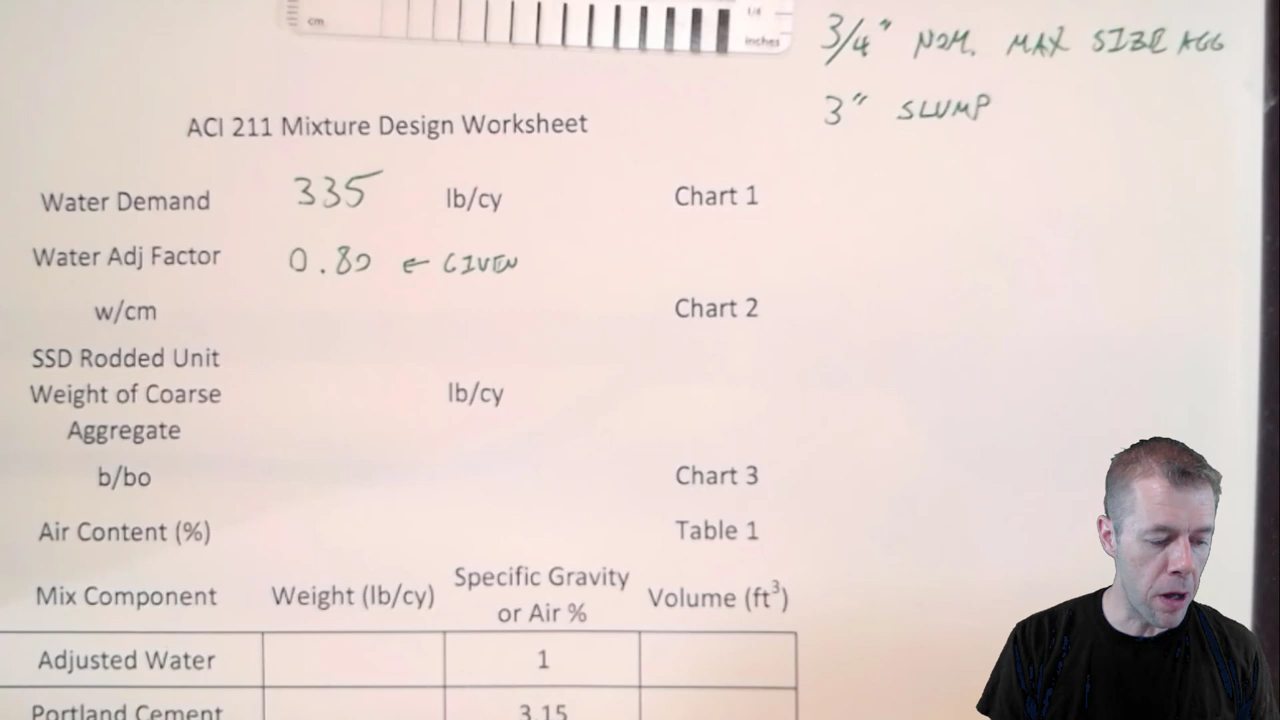 cm
1/4
inches
3/4" NOM. MAX SIZE AGG
3" SLUMP
ACI 211 Mixture Design Worksheet
Water Demand 335 lb/cy Chart 1
Water Adj Factor 0.80 ← GIVEN
w/cm Chart 2
SSD Rodded Unit
Weight of Coarse lb/cy
Aggregate
b/bo Chart 3
Air Content (%) Table 1
Mix Component Weight (lb/cy) Specific Gravity or Air % Volume (ft³)
Adjusted Water 1
Portland Cement 3.15